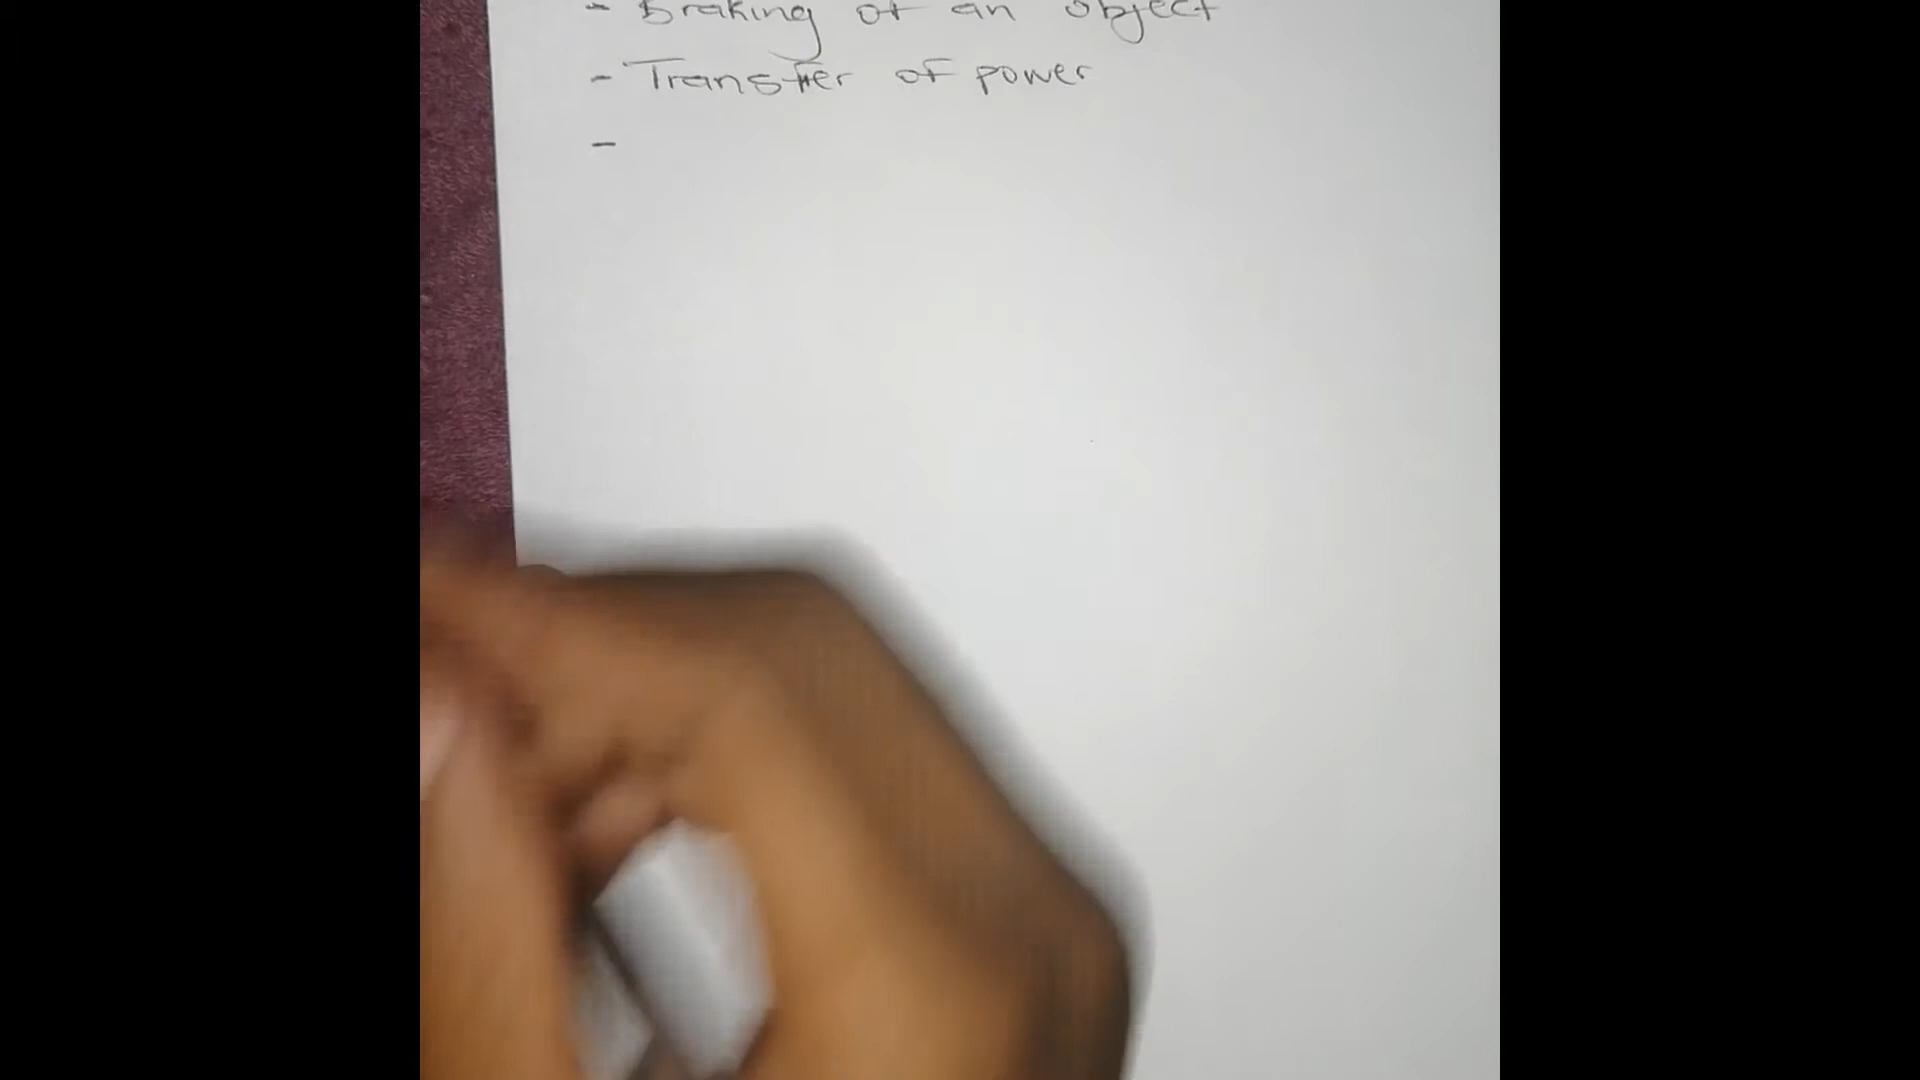 - Braking of an object
- Transfer of power
-